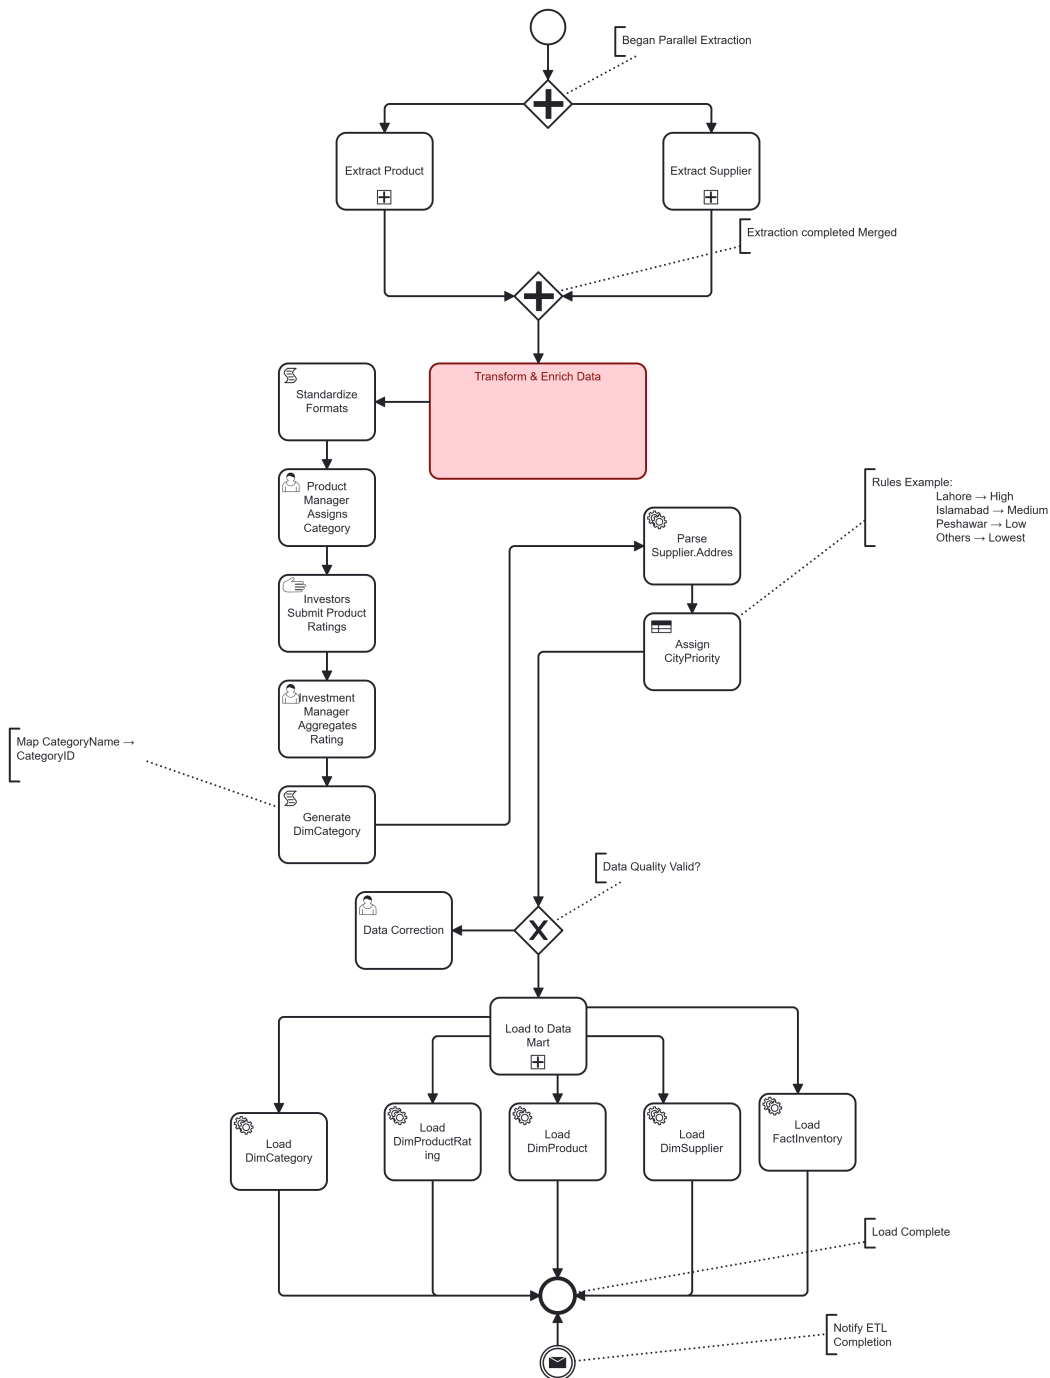 Began Parallel Extraction
Extract Product
Extract Supplier
Extraction completed Merged
Transform & Enrich Data
Standardize
Formats
Product
Manager
Assigns
Category
Rules Example:
Lahore → High
Islamabad → Medium
Peshawar → Low
Others → Lowest
Parse
Supplier.Addres
Investors
Submit Product
Ratings
Assign
CityPriority
Investment
Manager
Aggregates
Rating
Map CategoryName →
CategoryID
Generate
DimCategory
Data Quality Valid?
Data Correction
Load to Data
Mart
Load
DimCategory
Load
DimProductRat
ing
Load
DimProduct
Load
DimSupplier
Load
FactInventory
Load Complete
Notify ETL
Completion